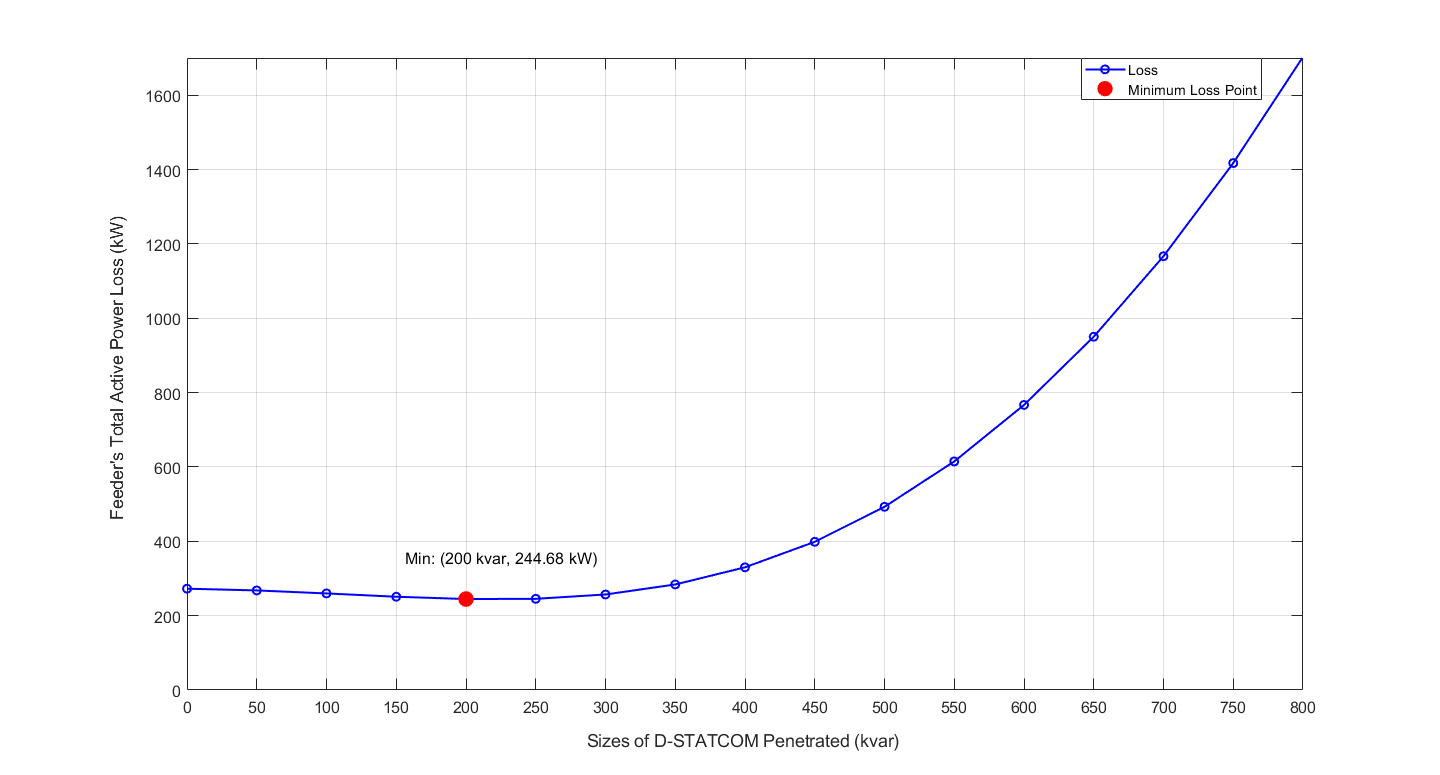 Loss
Minimum Loss Point
1600
1400
1200
1000
800
600
400
200
0
Feeder's Total Active Power Loss (kW)
Min: (200 kvar, 244.68 kW)
0 50 100 150 200 250 300 350 400 450 500 550 600 650 700 750 800
Sizes of D-STATCOM Penetrated (kvar)